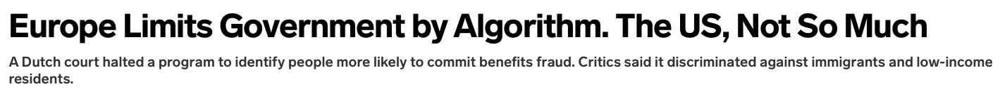 Europe Limits Government by Algorithm. The US, Not So Much
A Dutch court halted a program to identify people more likely to commit benefits fraud. Critics said it discriminated against immigrants and low-income
residents.